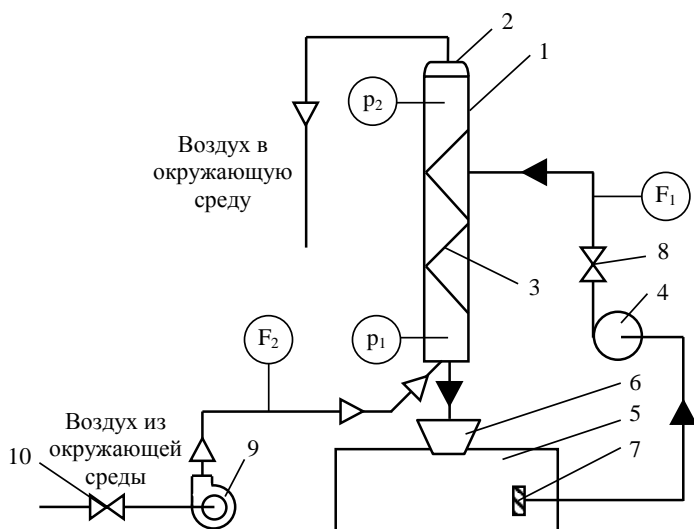 2
1
p₂
Воздух в
окружающую
среду
F₁
8
3
4
F₂
p₁
6
Воздух из
окружающей
среды
5
10
9
7